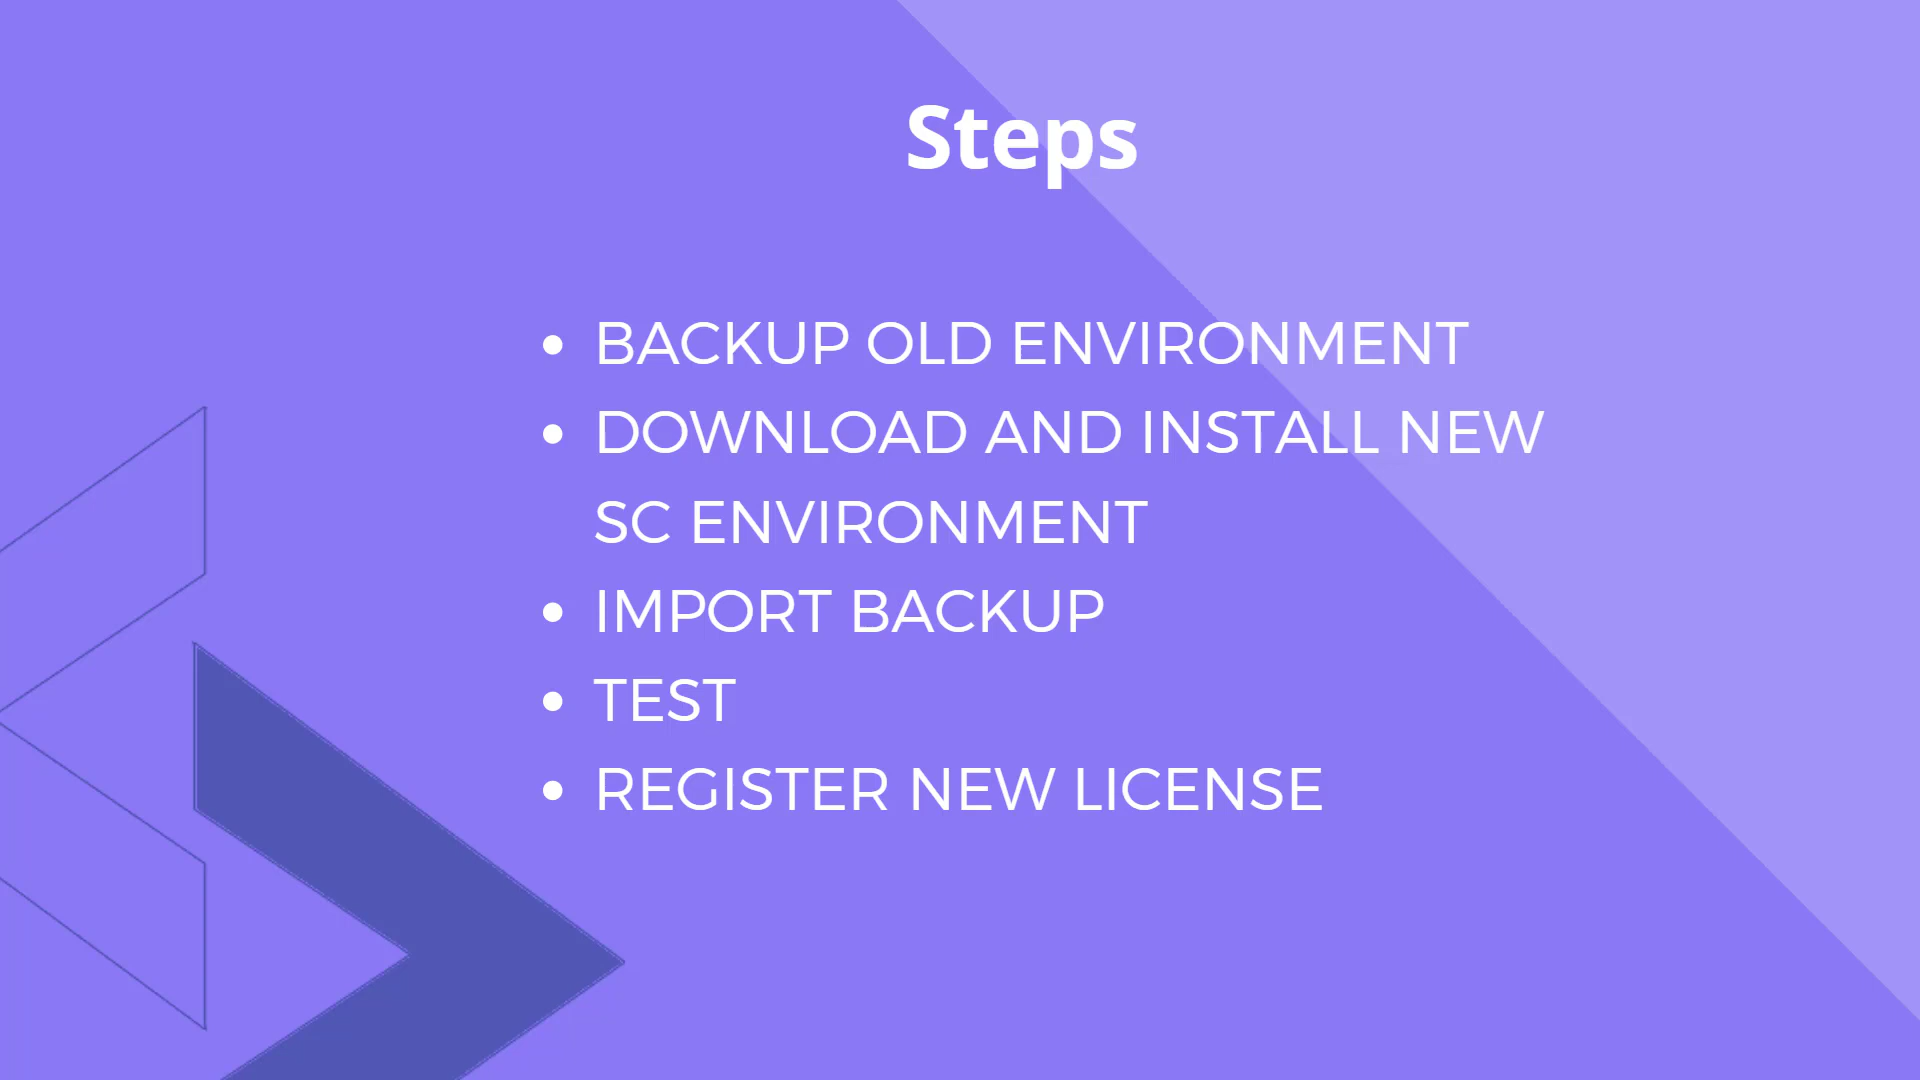 Steps
• BACKUP OLD ENVIRONMENT
• DOWNLOAD AND INSTALL NEW
SC ENVIRONMENT
• IMPORT BACKUP
• TEST
• REGISTER NEW LICENSE